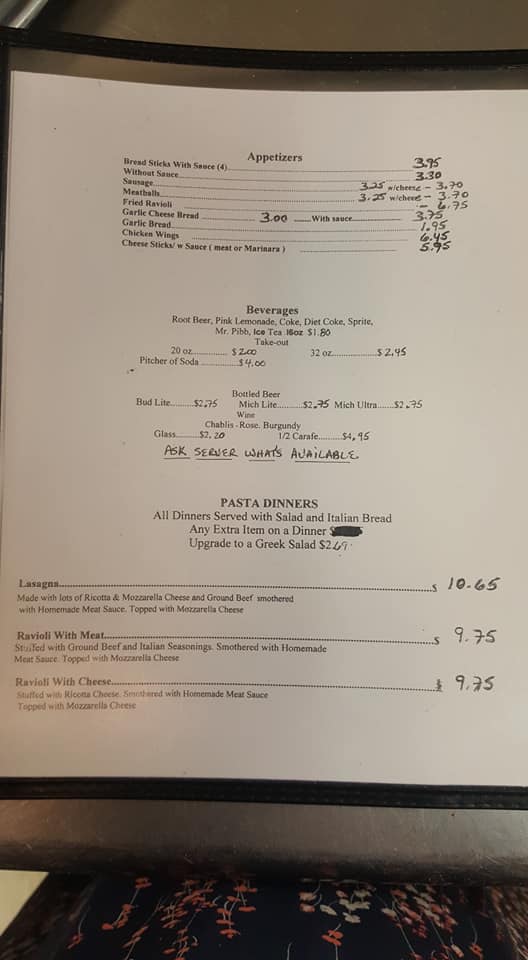 Appetizers
Bread Sticks With Sauce (4)........ 3.95
Without Sauce........ 3.30
Sausage........ 3.25 w/cheese - 3.70
Meatballs........ 3.25 w/cheese - 3.70
Fried Ravioli ........ - 6.75
Garlic Cheese Bread ........ 3.00 ......With sauce........ 3.75
Garlic Bread........ 1.95
Chicken Wings ........ 6.45
Cheese Sticks/ w Sauce ( meat or Marinara ) ........ 5.95
Beverages
Root Beer, Pink Lemonade, Coke, Diet Coke, Sprite,
Mr. Pibb, Ice Tea 16oz $1.80
Take-out
20 oz............. $2.00 32 oz................$2.45
Pitcher of Soda ..............$4.00
Bottled Beer
Bud Lite.........$2.75 Mich Lite..........$2.75 Mich Ultra......$2.75
Wine
Chablis - Rose. Burgundy
Glass........$2.20 1/2 Carafe.........$4.95
ASK SERVER WHAT'S AVAILABLE
PASTA DINNERS
All Dinners Served with Salad and Italian Bread
Any Extra Item on a Dinner $
Upgrade to a Greek Salad $2.69
Lasagna........ $ 10.65
Made with lots of Ricotta & Mozzarella Cheese and Ground Beef smothered
with Homemade Meat Sauce. Topped with Mozzarella Cheese
Ravioli With Meat........ $ 9.75
Stuffed with Ground Beef and Italian Seasonings. Smothered with Homemade
Meat Sauce. Topped with Mozzarella Cheese
Ravioli With Cheese........ $ 9.75
Stuffed with Ricotta Cheese. Smothered with Homemade Meat Sauce
Topped with Mozzarella Cheese